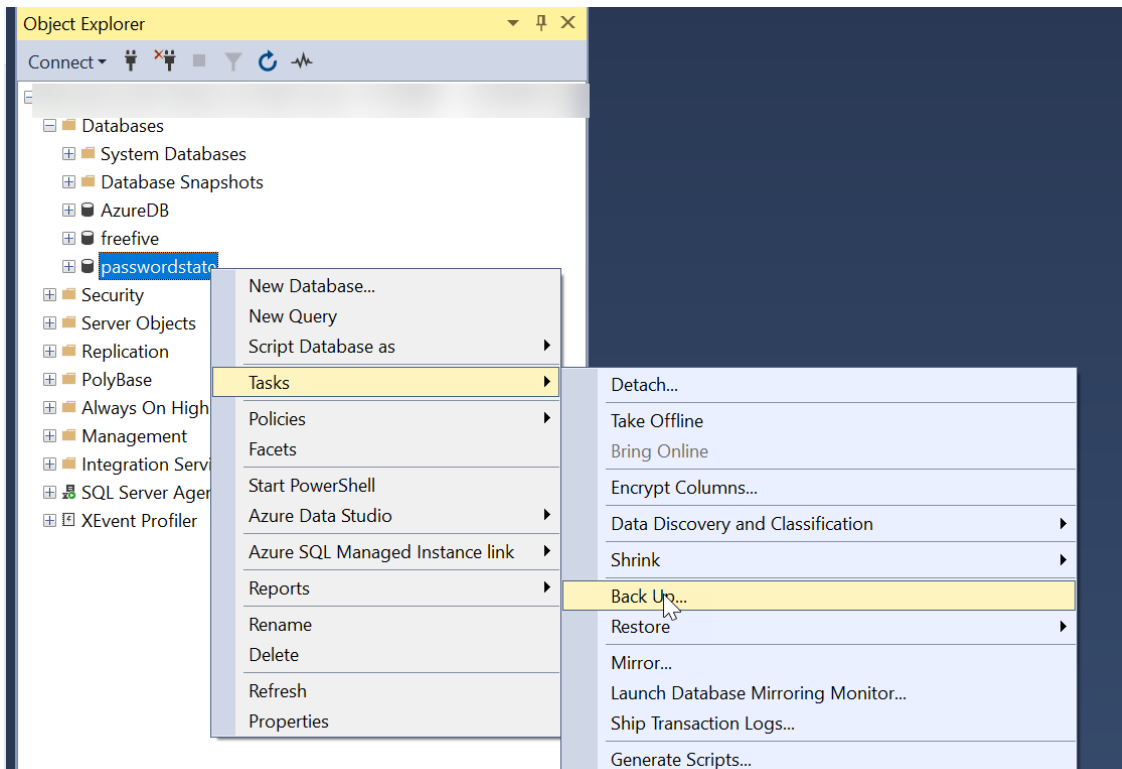 Object Explorer
Connect
Databases
System Databases
Database Snapshots
AzureDB
freefive
passwordstate
Security
Server Objects
Replication
PolyBase
Always On High
Management
Integration Servi
SQL Server Agen
XEvent Profiler
New Database...
New Query
Script Database as
Tasks
Policies
Facets
Start PowerShell
Azure Data Studio
Azure SQL Managed Instance link
Reports
Rename
Delete
Refresh
Properties
Detach...
Take Offline
Bring Online
Encrypt Columns...
Data Discovery and Classification
Shrink
Back Up...
Restore
Mirror...
Launch Database Mirroring Monitor...
Ship Transaction Logs...
Generate Scripts...